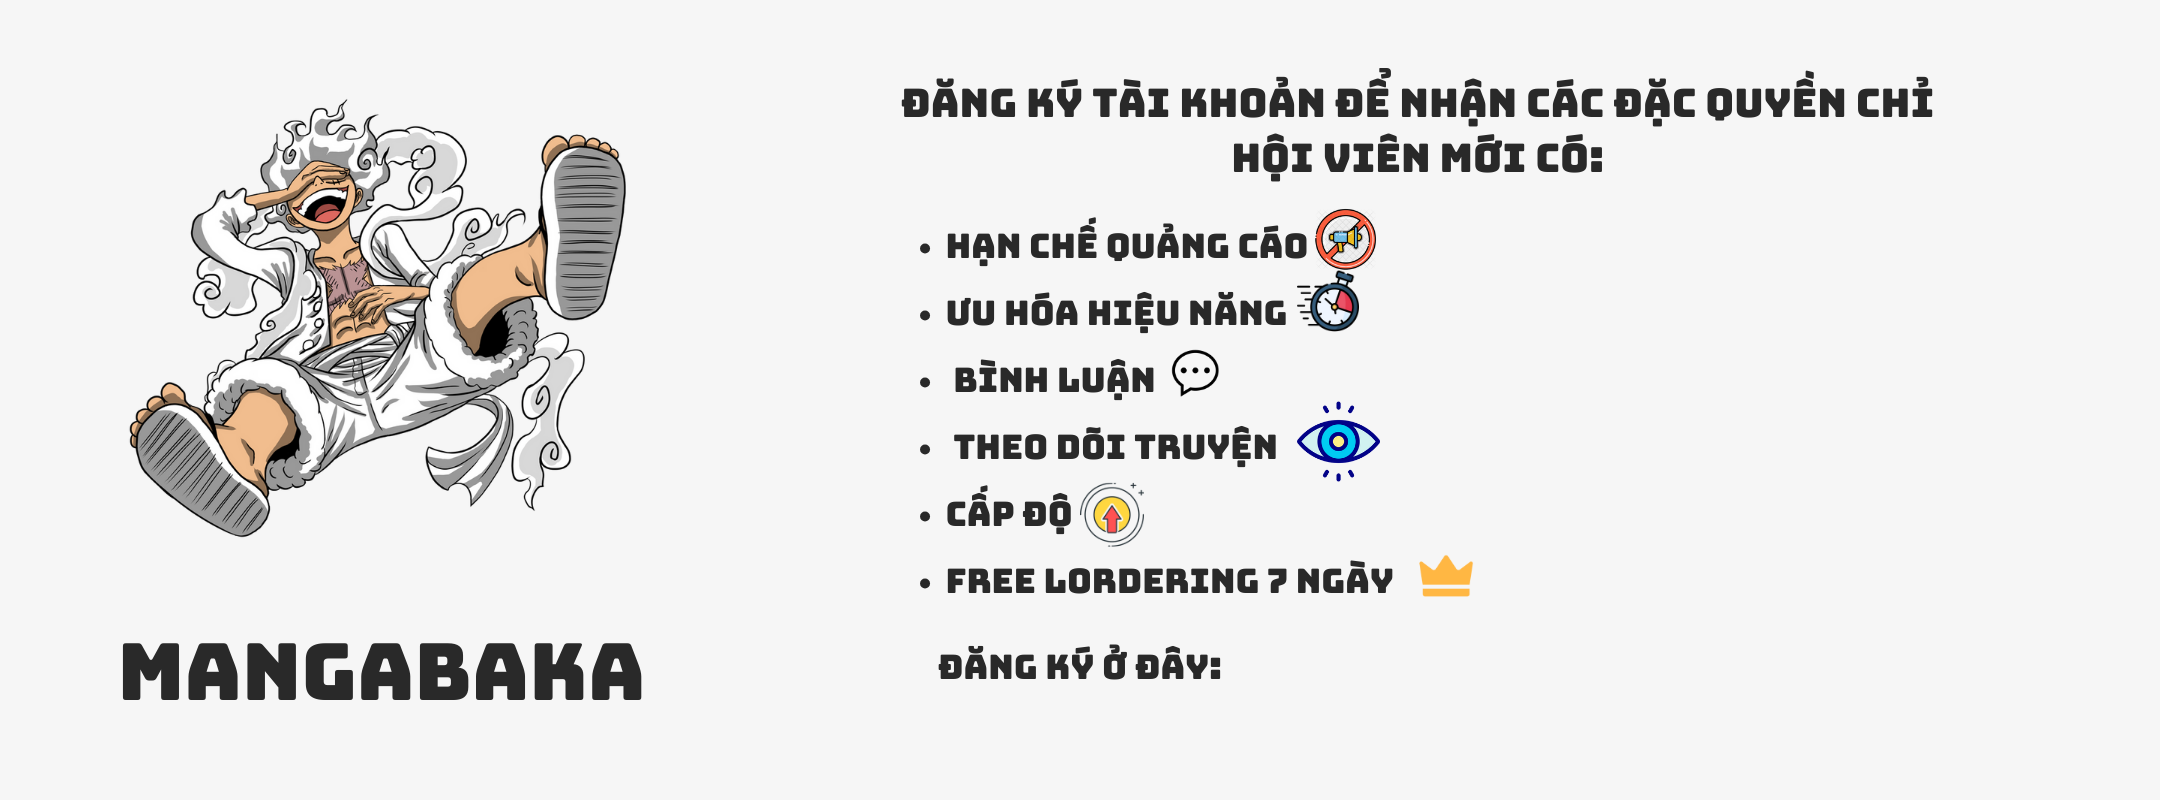 ĐĂNG KÝ TÀI KHOẢN ĐỂ NHẬN CÁC ĐẶC QUYỀN CHỈ
HỘI VIÊN MỚI CÓ:
• HẠN CHẾ QUẢNG CÁO
• ƯU HÓA HIỆU NĂNG
• BÌNH LUẬN
• THEO DÕI TRUYỆN
• CẤP ĐỘ
• FREE LORDERING 7 NGÀY
ĐĂNG KÝ Ở ĐÂY:
MANGABAKA